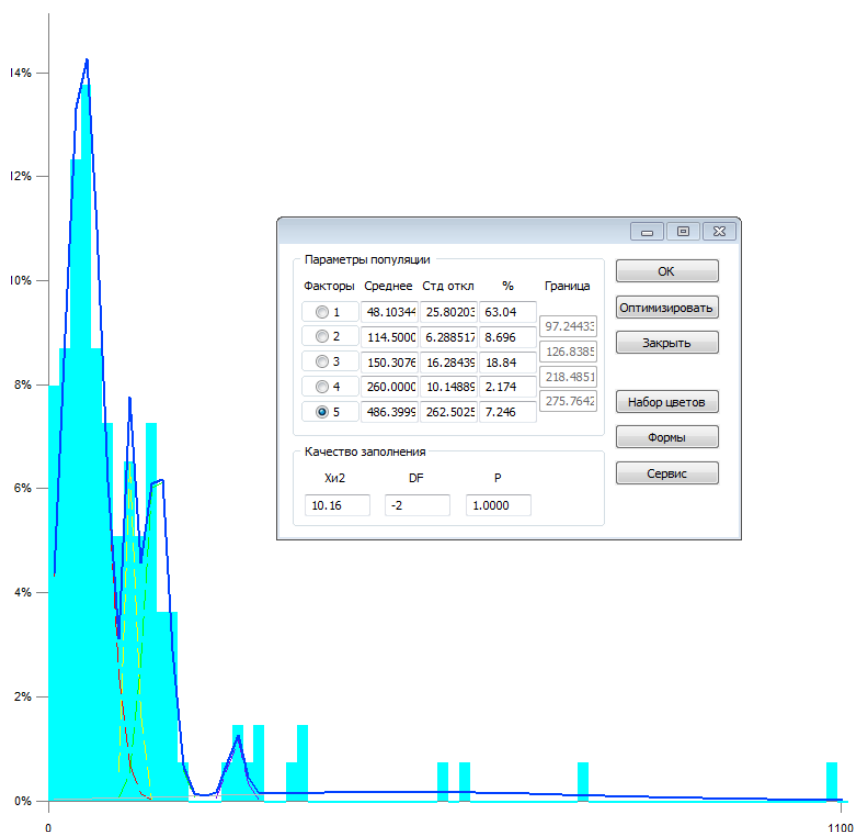 14%
12%
10%
8%
6%
4%
2%
0%
0
1100
Параметры популяции
Факторы Среднее Стд откл % Граница
1 48.10344 25.80203 63.04
97.24433
2 114.5000 6.288517 8.696
126.8385
3 150.3076 16.28439 18.84
218.4851
4 260.0000 10.14889 2.174
275.7642
5 486.3999 262.5025 7.246
Качество заполнения
Хи2 DF P
10.16 -2 1.0000
OK
Оптимизировать
Закрыть
Набор цветов
Формы
Сервис